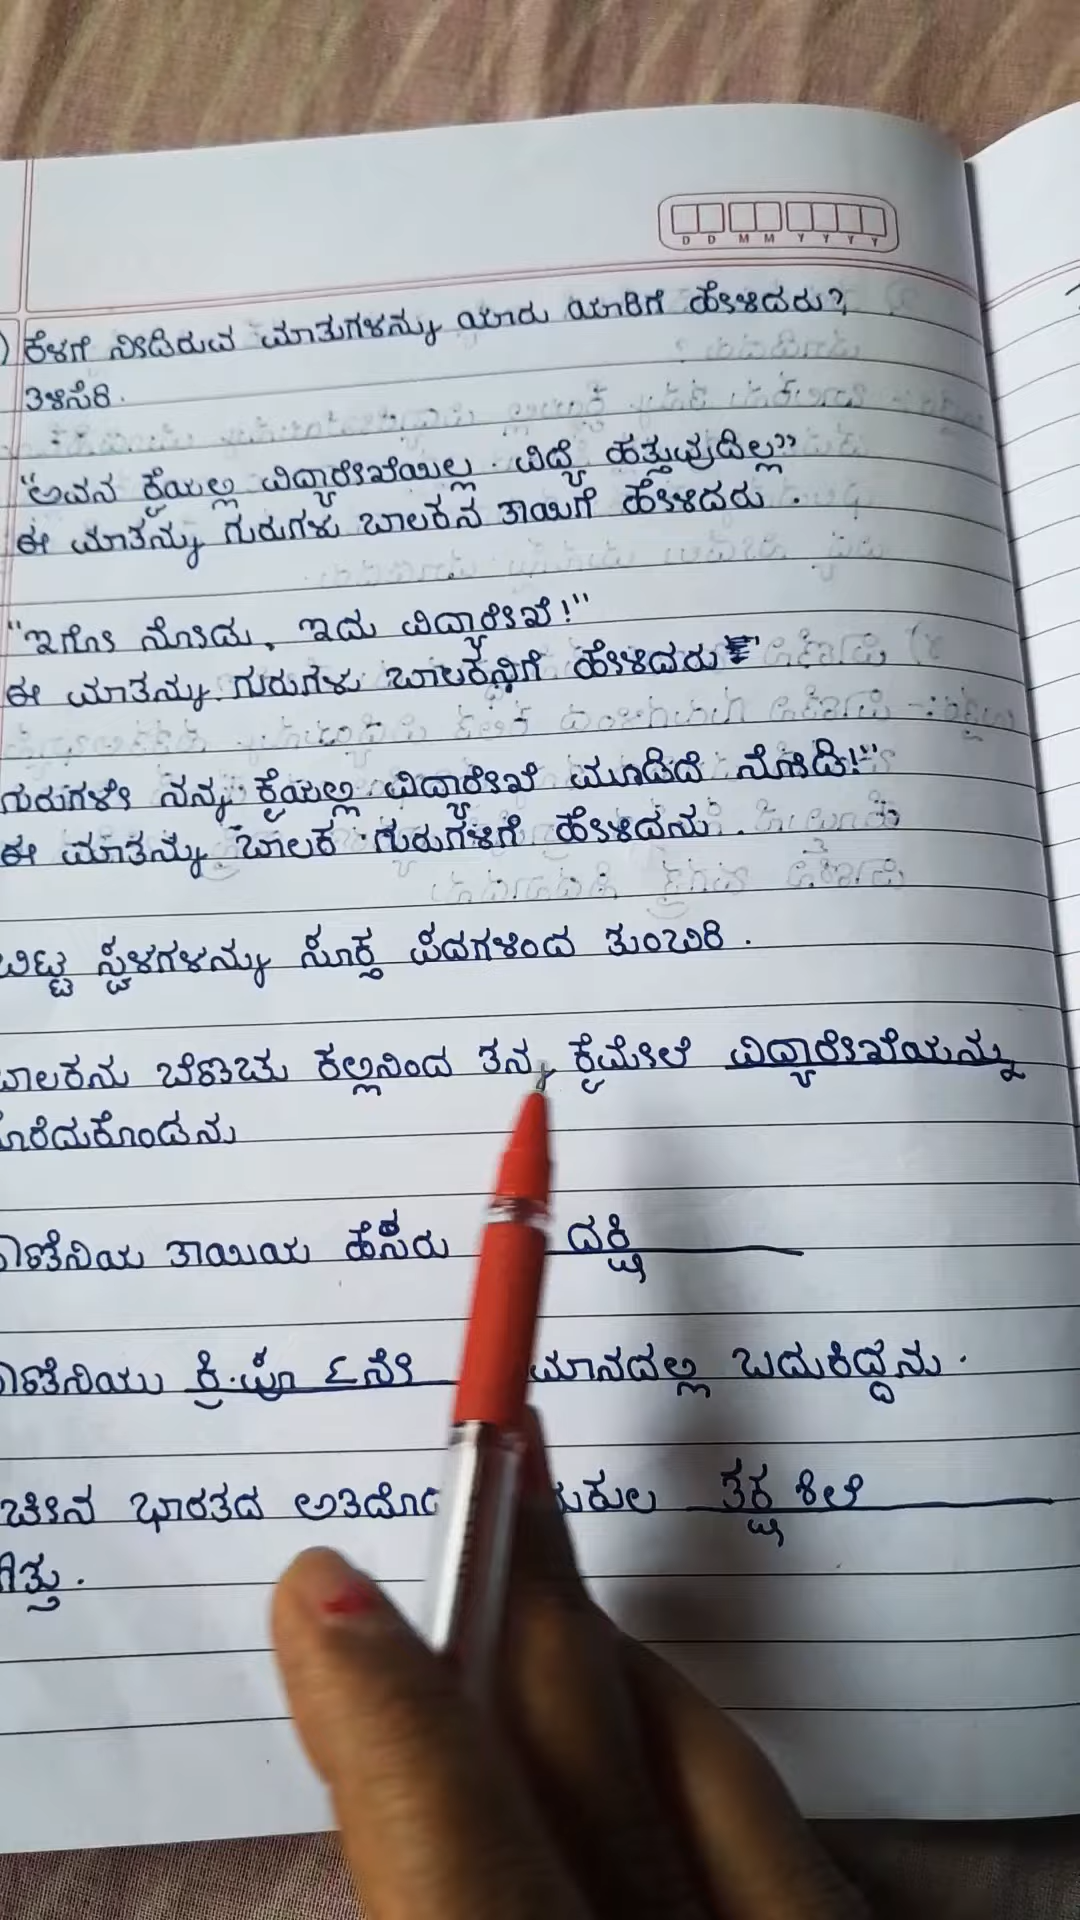 D D M M Y Y Y Y
) ಕೆಳಗೆ ನೀಡಿರುವ ಮಾತುಗಳನ್ನು ಯಾರು ಯಾರಿಗೆ ಹೇಳಿದರು?
ತಿಳಿಸಿರಿ.
"ಅವನ ಕೈಯಲ್ಲಿ ವಿದ್ಯಾರೇಖೆಯಿಲ್ಲ. ವಿದ್ಯೆ ಹತ್ತುವುದಿಲ್ಲ"
ಈ ಮಾತನ್ನು ಗುರುಗಳು ಬಾಲಕನ ತಾಯಿಗೆ ಹೇಳಿದರು.
"ಇಗೋ ನೋಡು, ಇದು ವಿದ್ಯಾರೇಖೆ!"
ಈ ಮಾತನ್ನು ಗುರುಗಳು ಬಾಲಕನಿಗೆ ಹೇಳಿದರು
ಗುರುಗಳೇ ನನ್ನ ಕೈಯಲ್ಲಿ ವಿದ್ಯಾರೇಖೆ ಮೂಡಿದೆ ನೋಡಿ!"
ಈ ಮಾತನ್ನು ಬಾಲಕ ಗುರುಗಳಿಗೆ ಹೇಳಿದನು.
ಬಿಟ್ಟ ಸ್ಥಳಗಳನ್ನು ಸೂಕ್ತ ಪದಗಳಿಂದ ತುಂಬಿರಿ.
ಬಾಲಕನು ಬೆಣಚು ಕಲ್ಲಿನಿಂದ ತನ್ನ ಕೈಮೇಲೆ ವಿದ್ಯಾರೇಖೆಯನ್ನು
ಕೊರೆದುಕೊಂಡನು
ಾಣಿನಿಯ ತಾಯಿಯ ಹೆಸರು ದಕ್ಷಿ
ಾಣಿನಿಯು ಕ್ರಿ.ಪೂ ೬ನೇ ಮಾನದಲ್ಲಿ ಬದುಕಿದ್ದನು.
ಚೀನ ಭಾರತದ ಅತಿದೊ ುಕುಲ ತಕ್ಷಶಿಲೆ
ಗಿತ್ತು.